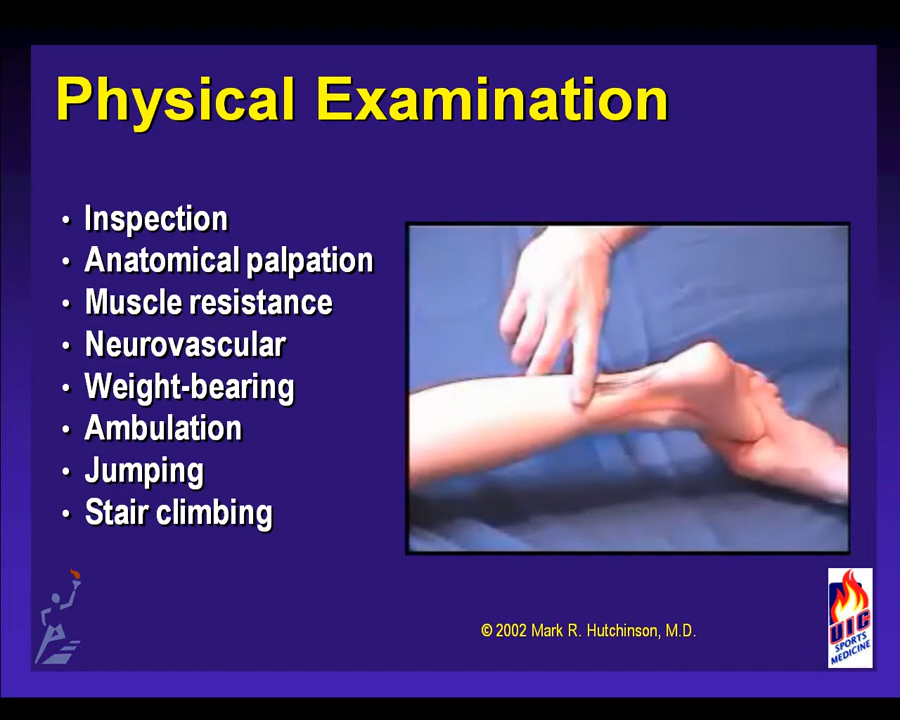 Physical Examination
• Inspection
• Anatomical palpation
• Muscle resistance
• Neurovascular
• Weight-bearing
• Ambulation
• Jumping
• Stair climbing
© 2002 Mark R. Hutchinson, M.D.
UIC
SPORTS
MEDICINE